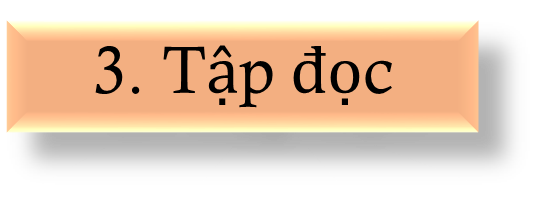 3. Tập đọc